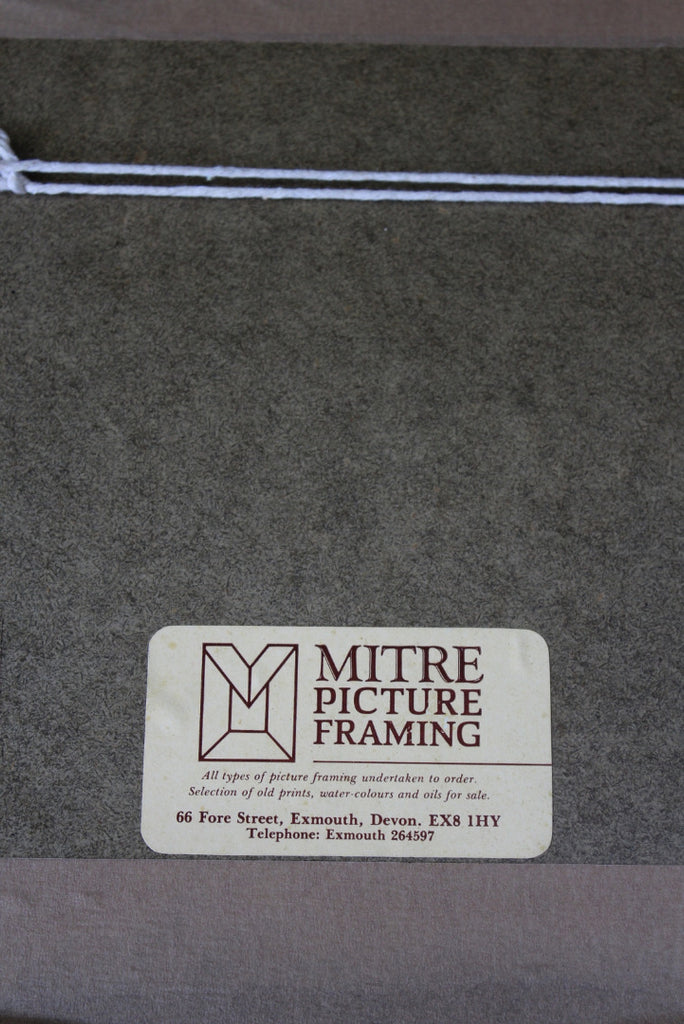 MITRE
PICTURE
FRAMING
All types of picture framing undertaken to order.
Selection of old prints, water-colours and oils for sale.
66 Fore Street, Exmouth, Devon. EX8 1HY
Telephone: Exmouth 264597